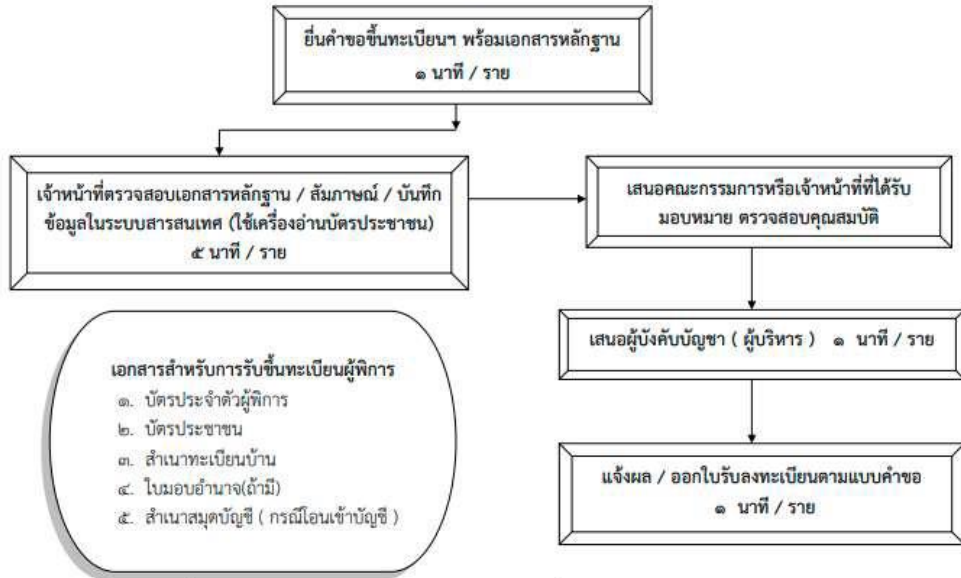 ยื่นคำขอขึ้นทะเบียนฯ พร้อมเอกสารหลักฐาน
๑ นาที / ราย
เจ้าหน้าที่ตรวจสอบเอกสารหลักฐาน / สัมภาษณ์ / บันทึก
ข้อมูลในระบบสารสนเทศ (ใช้เครื่องอ่านบัตรประชาชน)
๕ นาที / ราย
เสนอคณะกรรมการหรือเจ้าหน้าที่ที่ได้รับ
มอบหมาย ตรวจสอบคุณสมบัติ
เสนอผู้บังคับบัญชา ( ผู้บริหาร ) ๑ นาที / ราย
แจ้งผล / ออกใบรับลงทะเบียนตามแบบคำขอ
๑ นาที / ราย
เอกสารสำหรับการรับขึ้นทะเบียนผู้พิการ
๑. บัตรประจำตัวผู้พิการ
๒. บัตรประชาชน
๓. สำเนาทะเบียนบ้าน
๔. ใบมอบอำนาจ(ถ้ามี)
๕. สำเนาสมุดบัญชี ( กรณีโอนเข้าบัญชี )